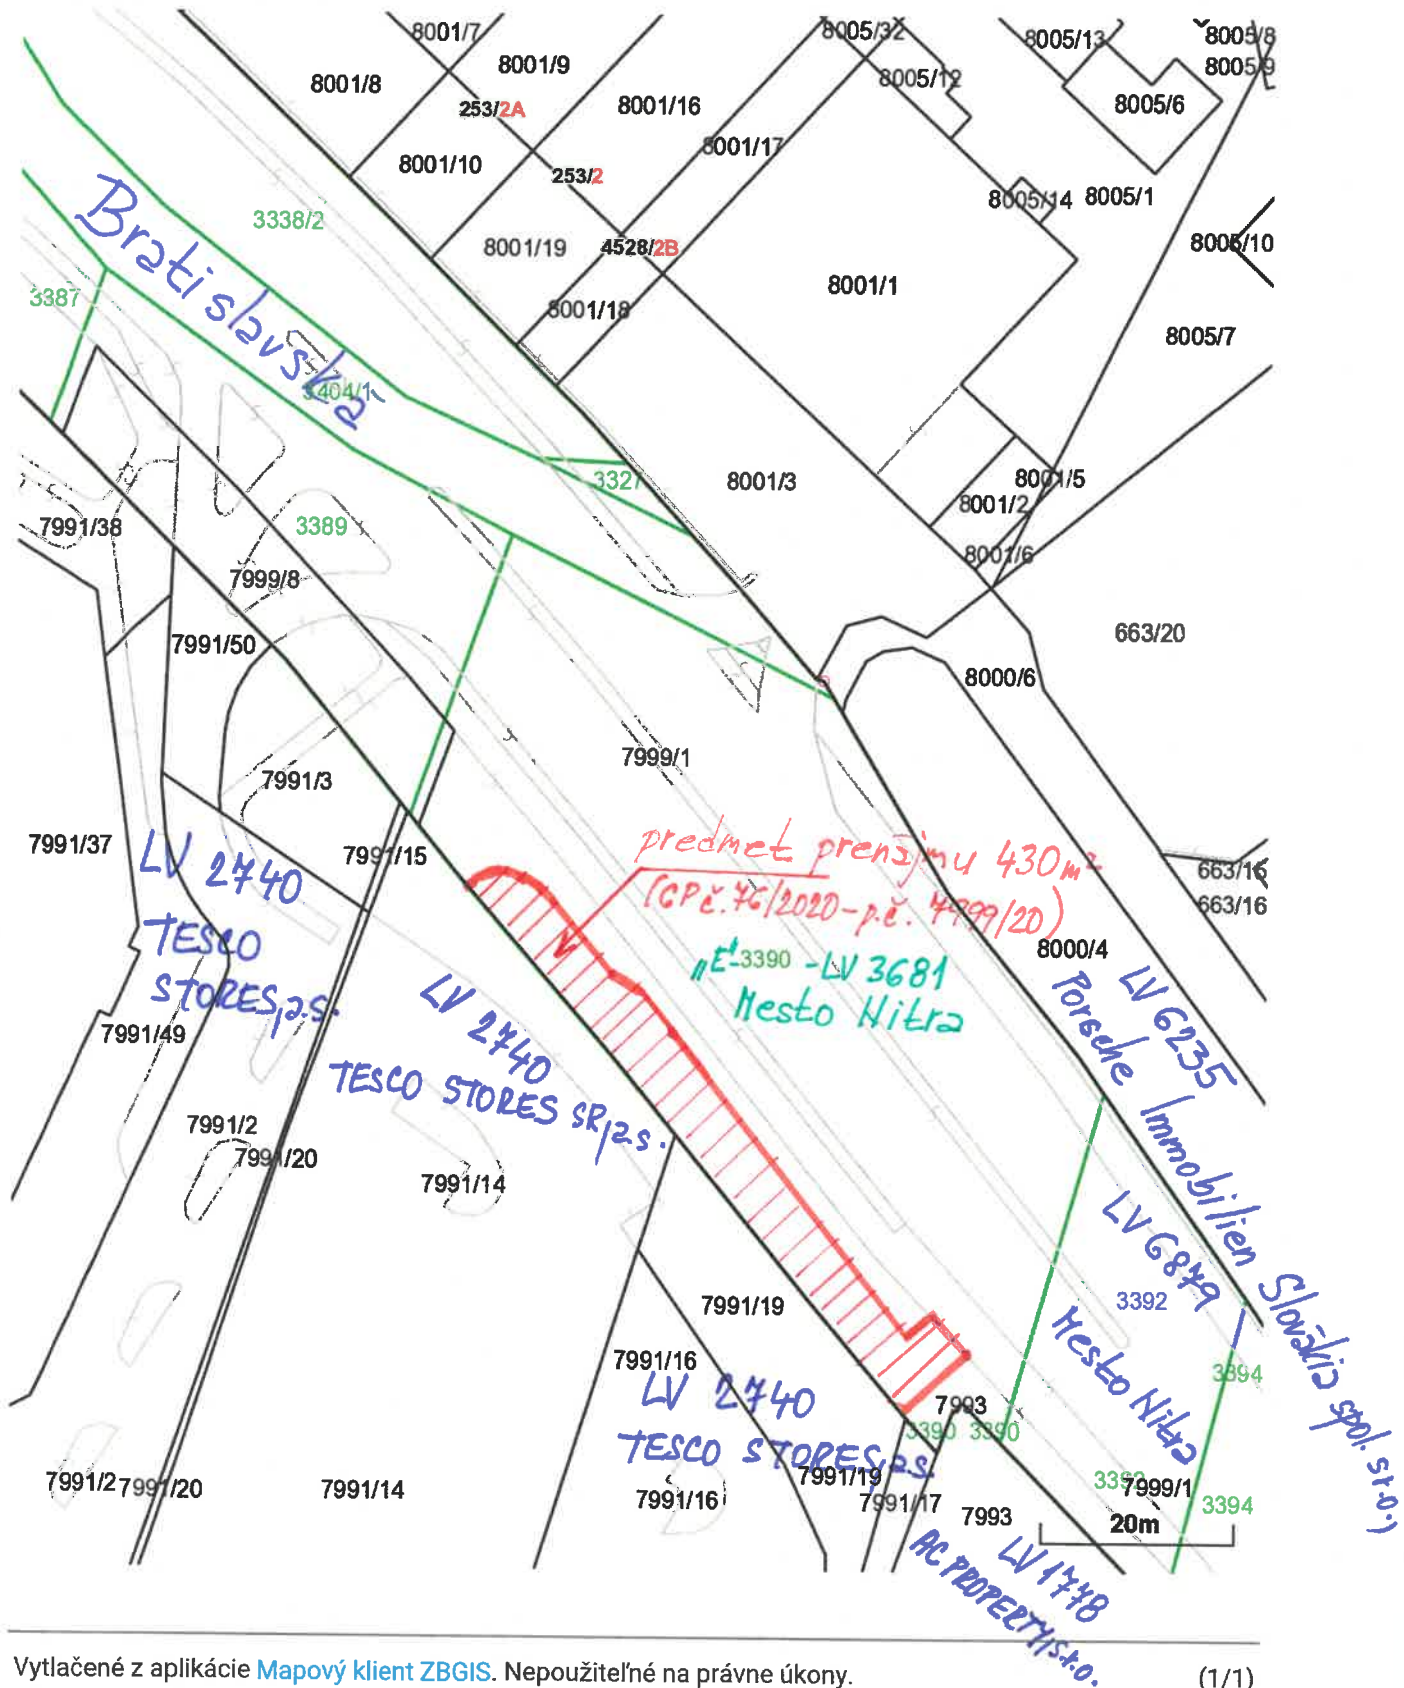 8001/7
8005/32
8005/13
8005/8
8001/9
8005/9
8001/8
8005/12
253/2A
8001/16
8005/6
8001/17
8001/10
253/2
8005/14
8005/1
3338/2
Bratislavská
8001/19
4528/2B
8005/10
3387
8001/1
8001/18
8005/7
3404/1
3327
8001/3
8001/5
8001/2
7991/38
3389
8001/6
7999/8
7991/50
663/20
8000/6
7999/1
7991/3
7991/37
7991/15
predmet prenájmu 430m²
(GP č.76/2020-p.č. 7999/20)
663/15
663/16
LV 2740
TESCO
STORES,a.s.
8000/4
"E"-3390 -LV 3681
Mesto Nitra
LV 2740
TESCO STORES SR,a.s.
LV 6235
Porsche Immobilien Slovakia spol. s r.o.)
7991/49
7991/2
7991/20
7991/14
LV 6879
Mesto Nitra
3392
7991/19
7991/16
3394
LV 2740
TESCO STORES,a.s.
7993
3390
3390
7991/2
7991/20
7991/14
7991/16
7991/19
7991/17
7993
3392
7999/1
3394
20m
LV 1778
AC PROPERTY,s.r.o.
Vytlačené z aplikácie Mapový klient ZBGIS. Nepoužiteľné na právne úkony.
(1/1)